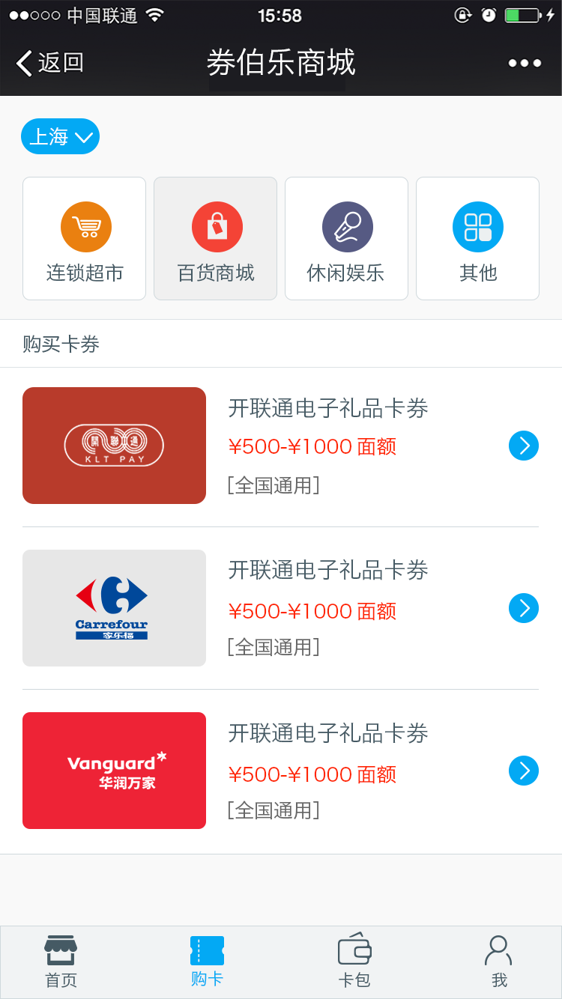 中国联通 15:58
返回 券伯乐商城
上海
连锁超市 百货商城 休闲娱乐 其他
购买卡券
開聯通
KLT PAY
开联通电子礼品卡券
¥500-¥1000 面额
[全国通用]
Carrefour
家乐福
开联通电子礼品卡券
¥500-¥1000 面额
[全国通用]
Vanguard*
华润万家
开联通电子礼品卡券
¥500-¥1000 面额
[全国通用]
首页 购卡 卡包 我